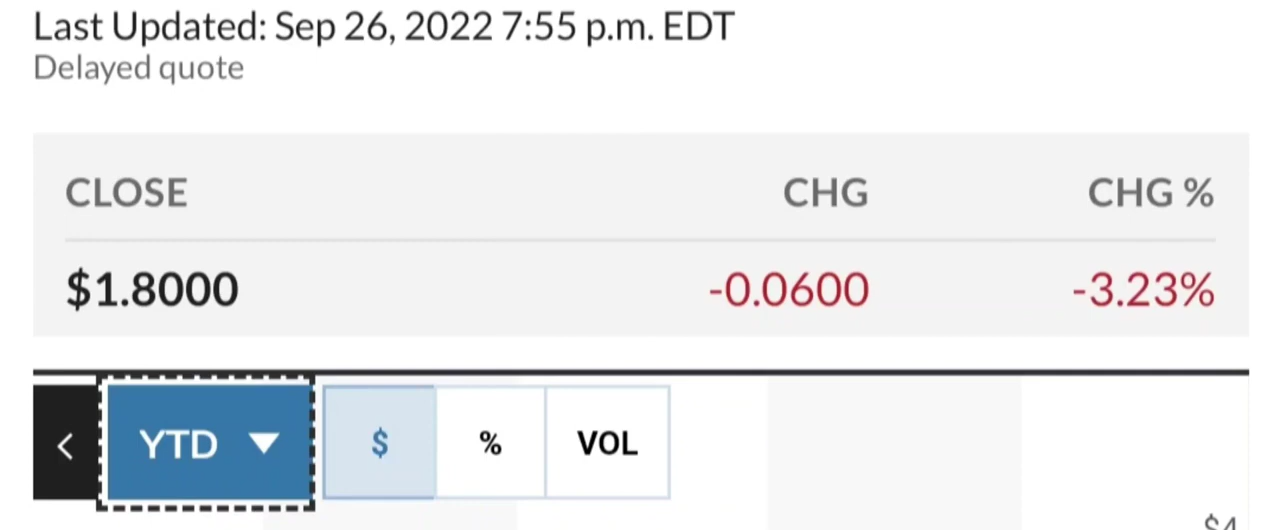 Last Updated: Sep 26, 2022 7:55 p.m. EDT
Delayed quote
CLOSE CHG CHG %
$1.8000 -0.0600 -3.23%
YTD $ % VOL
$4